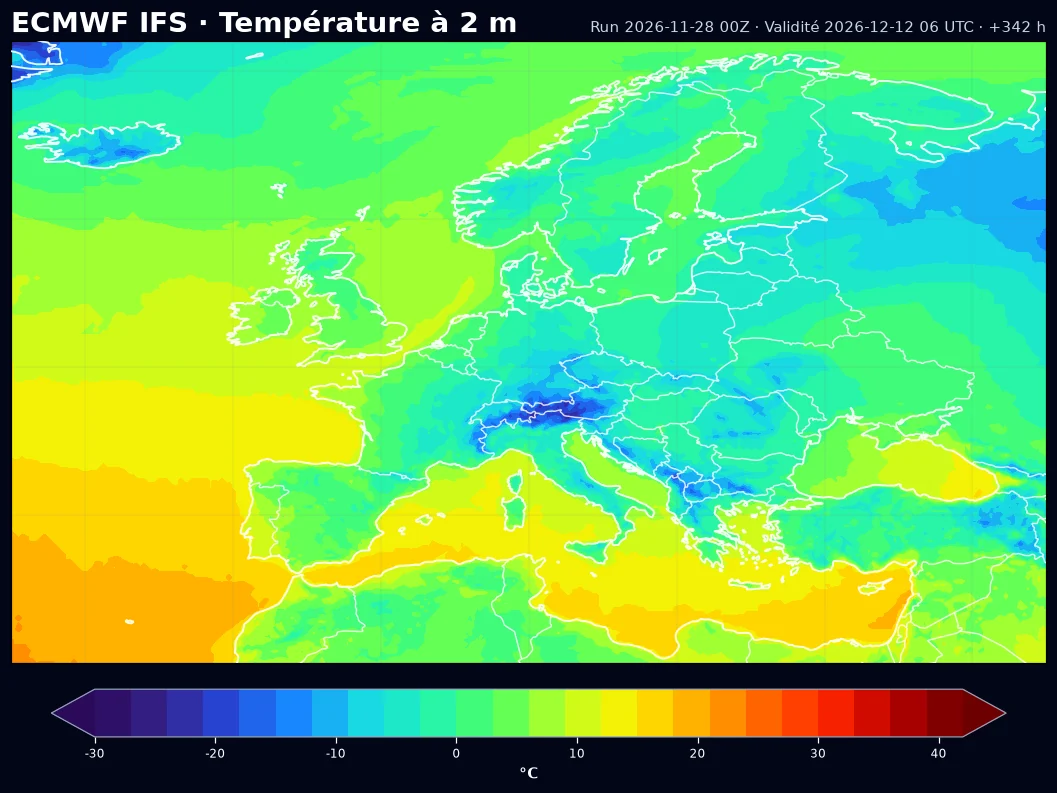 ECMWF IFS · Température à 2 m
Run 2026-11-28 00Z · Validité 2026-12-12 06 UTC · +342 h
-30 -20 -10 0 10 20 30 40
°C